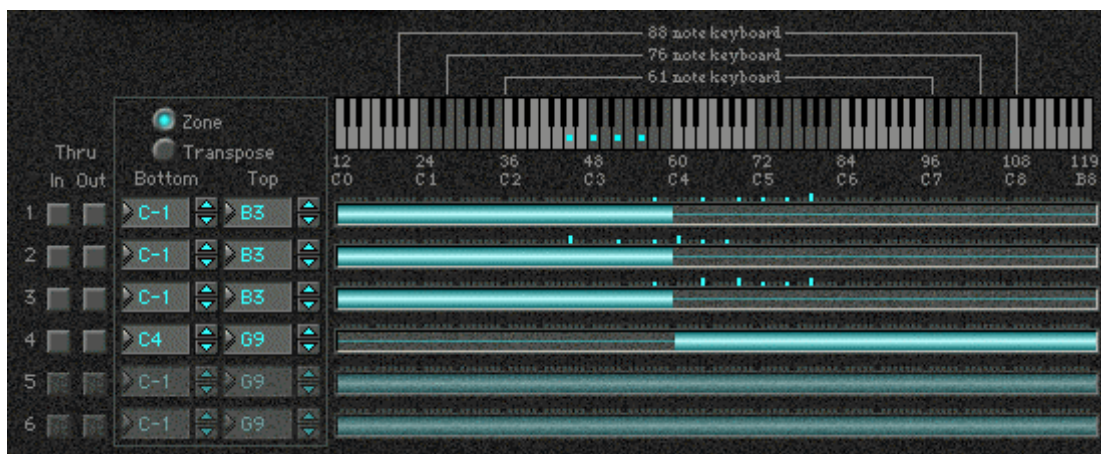 88 note keyboard
76 note keyboard
61 note keyboard
Zone
Thru Transpose
12 24 36 48 60 72 84 96 108 119
In Out Bottom Top C0 C1 C2 C3 C4 C5 C6 C7 C8 B8
1 C-1 B3
2 C-1 B3
3 C-1 B3
4 C4 G9
5 C-1 G9
6 C-1 G9